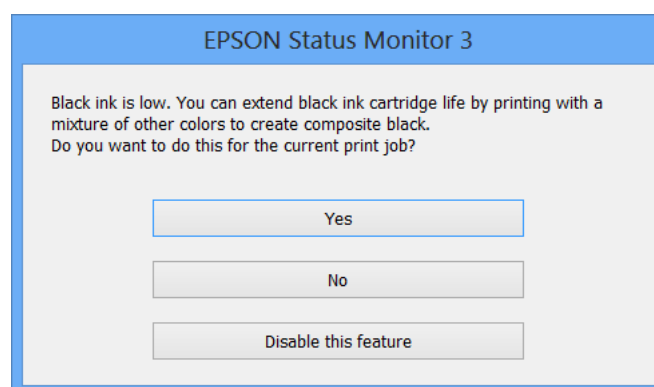 EPSON Status Monitor 3
Black ink is low. You can extend black ink cartridge life by printing with a
mixture of other colors to create composite black.
Do you want to do this for the current print job?
Yes
No
Disable this feature